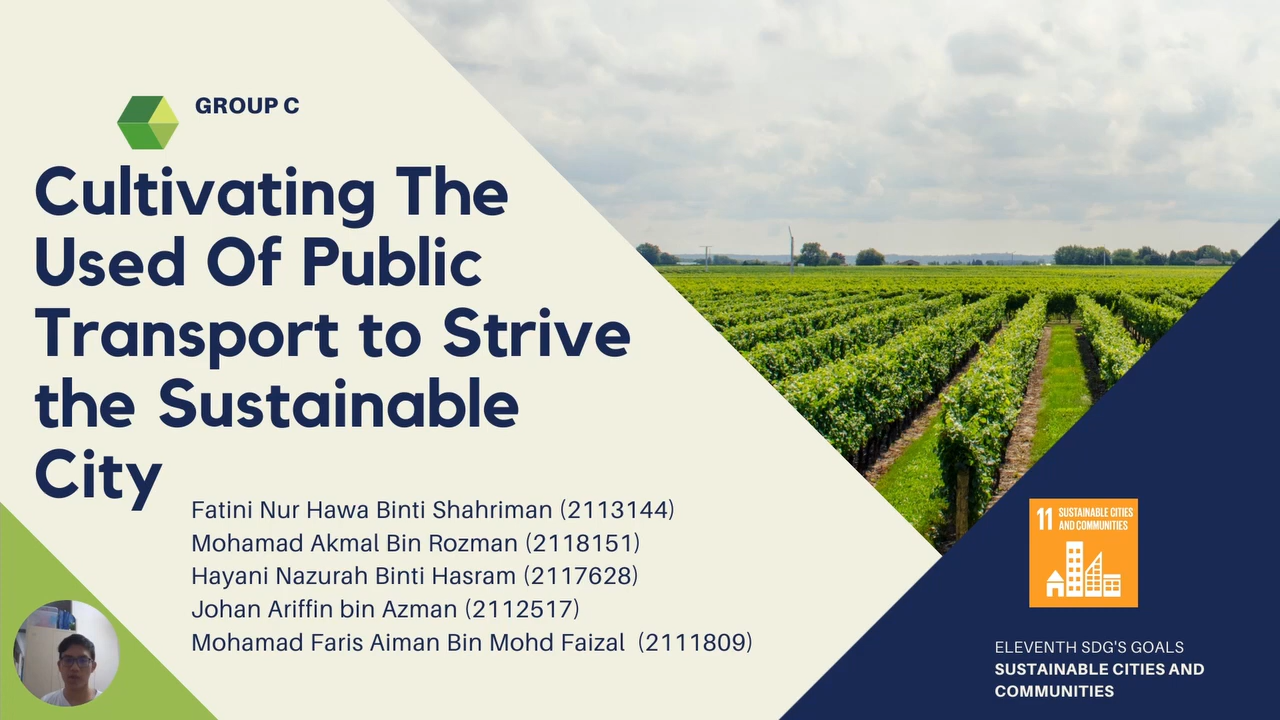 GROUP C
Cultivating The
Used Of Public
Transport to Strive
the Sustainable
City
Fatini Nur Hawa Binti Shahriman (2113144)
Mohamad Akmal Bin Rozman (2118151)
Hayani Nazurah Binti Hasram (2117628)
Johan Ariffin bin Azman (2112517)
Mohamad Faris Aiman Bin Mohd Faizal (2111809)
11 SUSTAINABLE CITIES
AND COMMUNITIES
ELEVENTH SDG'S GOALS
SUSTAINABLE CITIES AND
COMMUNITIES